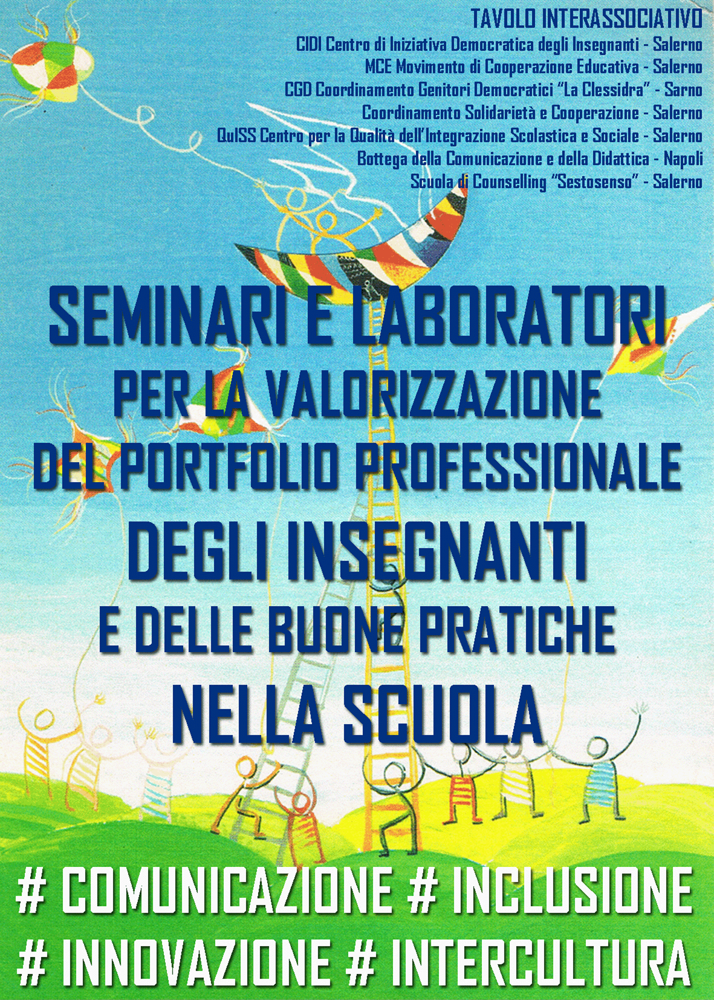 TAVOLO INTERASSOCIATIVO
CIDI Centro di Iniziativa Democratica degli Insegnanti - Salerno
MCE Movimento di Cooperazione Educativa - Salerno
CGD Coordinamento Genitori Democratici “La Clessidra” - Sarno
Coordinamento Solidarietà e Cooperazione - Salerno
QuISS Centro per la Qualità dell’Integrazione Scolastica e Sociale - Salerno
Bottega della Comunicazione e della Didattica - Napoli
Scuola di Counselling “Sestosenso” - Salerno
SEMINARI E LABORATORI
PER LA VALORIZZAZIONE
DEL PORTFOLIO PROFESSIONALE
DEGLI INSEGNANTI
E DELLE BUONE PRATICHE
NELLA SCUOLA
# COMUNICAZIONE # INCLUSIONE
# INNOVAZIONE # INTERCULTURA